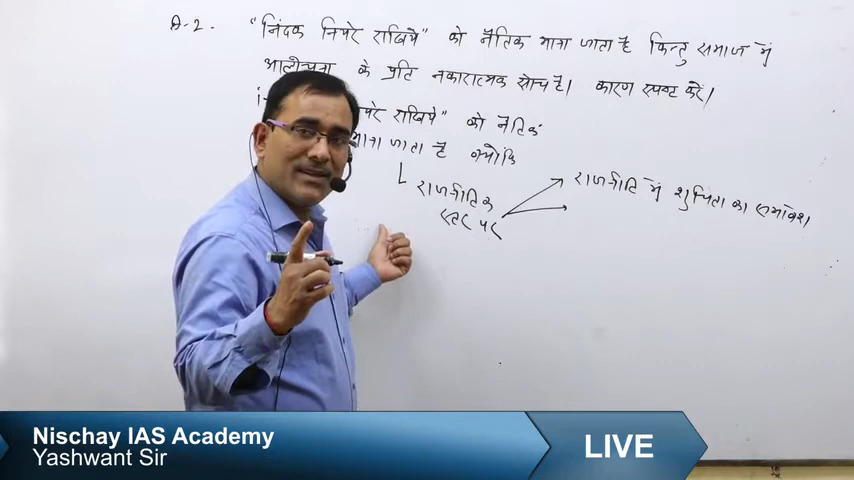 Q-2. "निंदक नियरे राखिये" को नैतिक माना जाता है किन्तु समाज में
आलोचना के प्रति नकारात्मक सोच है। कारण स्पष्ट करें।
नियरे राखिये" को नैतिक
माना जाता है क्योंकि
राजनीतिक
स्तर पर
राजनीति में शुचिता का समावेश
Nischay IAS Academy
Yashwant Sir
LIVE